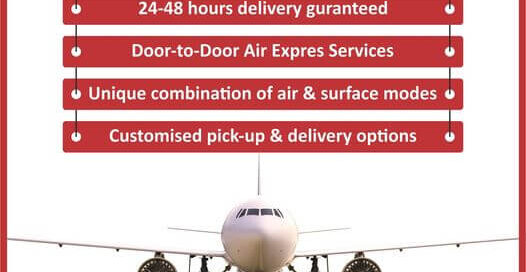 24-48 hours delivery guranteed
Door-to-Door Air Expres Services
Unique combination of air & surface modes
Customised pick-up & delivery options